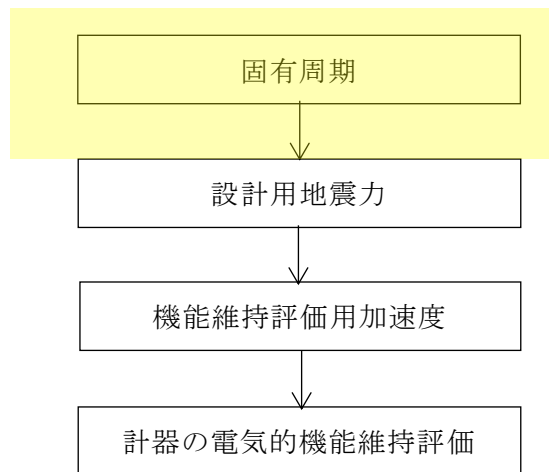 固有周期
設計用地震力
機能維持評価用加速度
計器の電気的機能維持評価